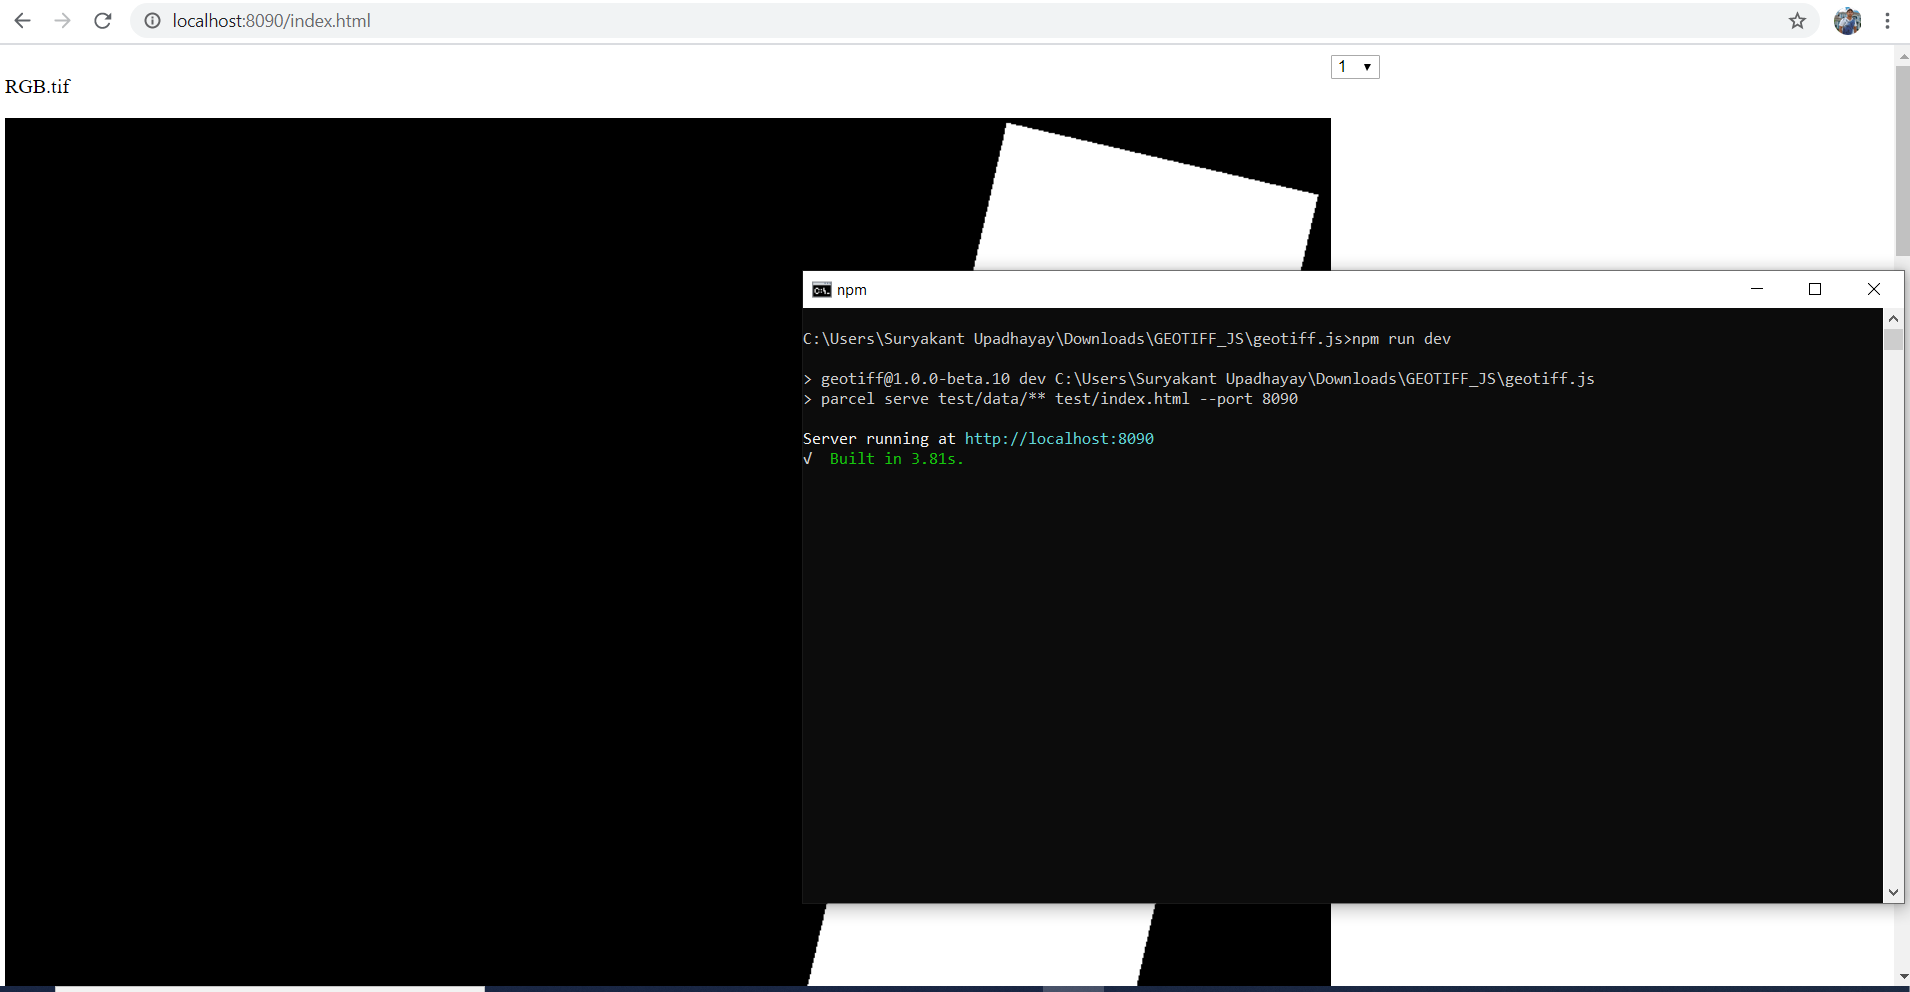 localhost:8090/index.html
1
RGB.tif
npm
C:\Users\Suryakant Upadhayay\Downloads\GEOTIFF_JS\geotiff.js>npm run dev
> geotiff@1.0.0-beta.10 dev C:\Users\Suryakant Upadhayay\Downloads\GEOTIFF_JS\geotiff.js
> parcel serve test/data/** test/index.html --port 8090
Server running at http://localhost:8090
√ Built in 3.81s.